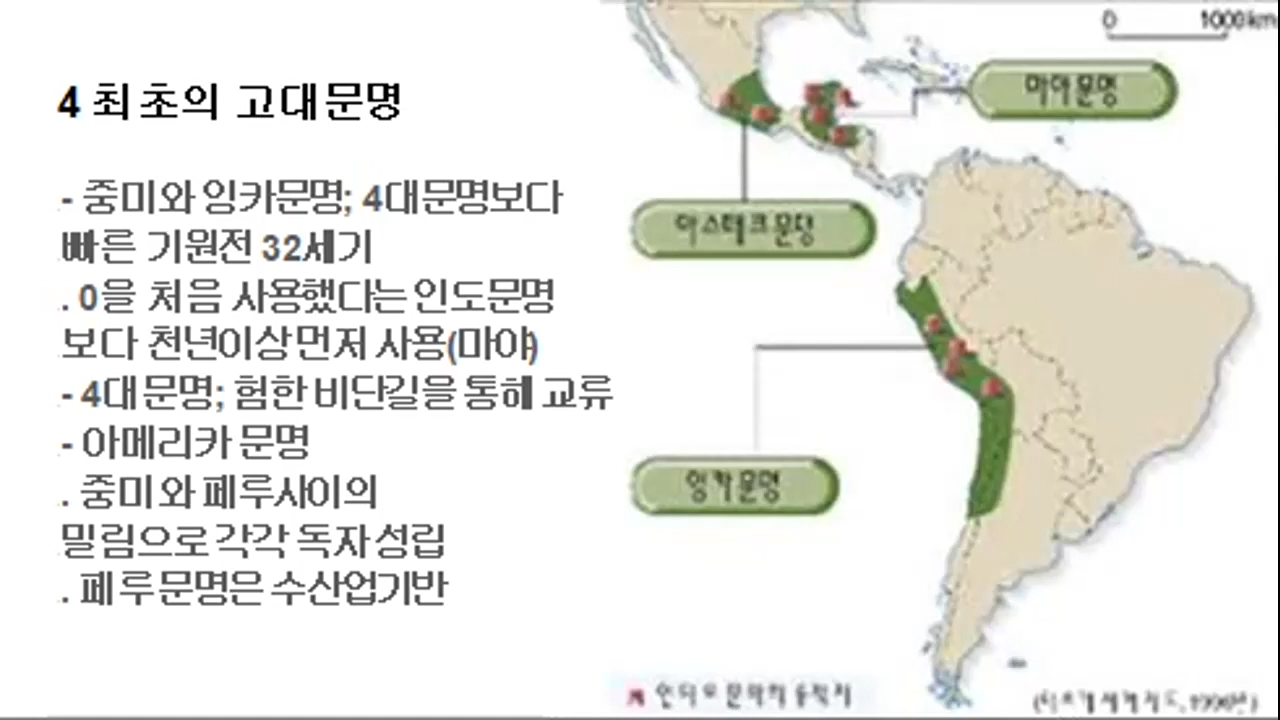 4 최초의 고대문명
- 중미와 잉카문명; 4대문명보다
빠른 기원전 32세기
. 0을 처음 사용했다는 인도문명
보다 천년이상먼저 사용(마야)
- 4대문명; 험한 비단길을 통해 교류
- 아메리카 문명
. 중미와 페루사이의
밀림으로 각각 독자성립
. 페루문명은 수산업기반
0 1000km
마야 문명
아스테크 문명
잉카 문명